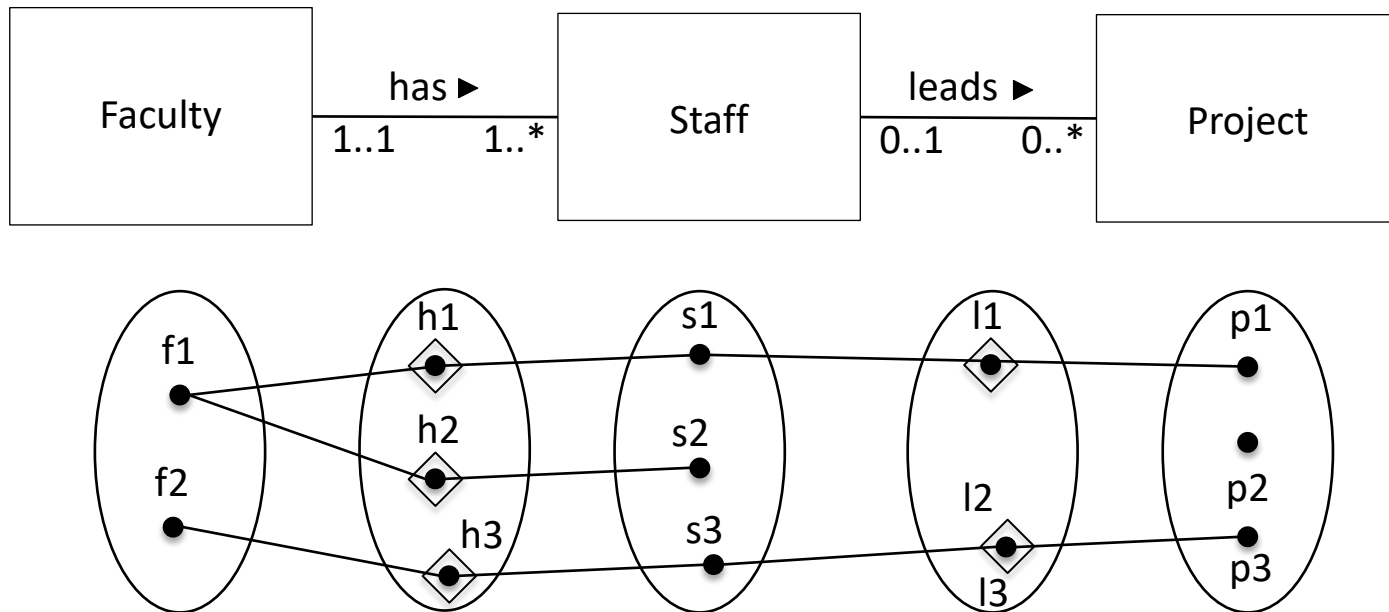 has ►
leads ►
Faculty
Staff
Project
1..1
1..*
0..1
0..*
h1
s1
l1
p1
f1
h2
s2
f2
l2
p2
h3
s3
l3
p3